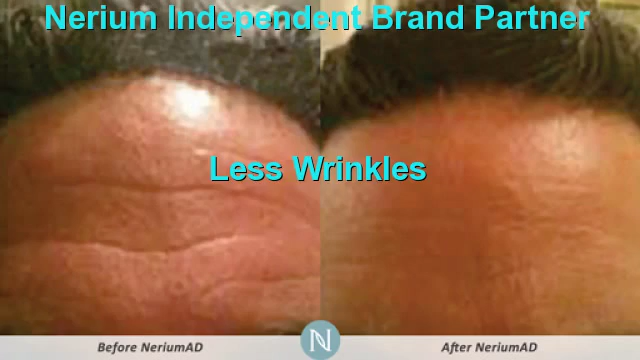 Nerium Independent Brand Partner
Less Wrinkles
Before NeriumAD
N
After NeriumAD